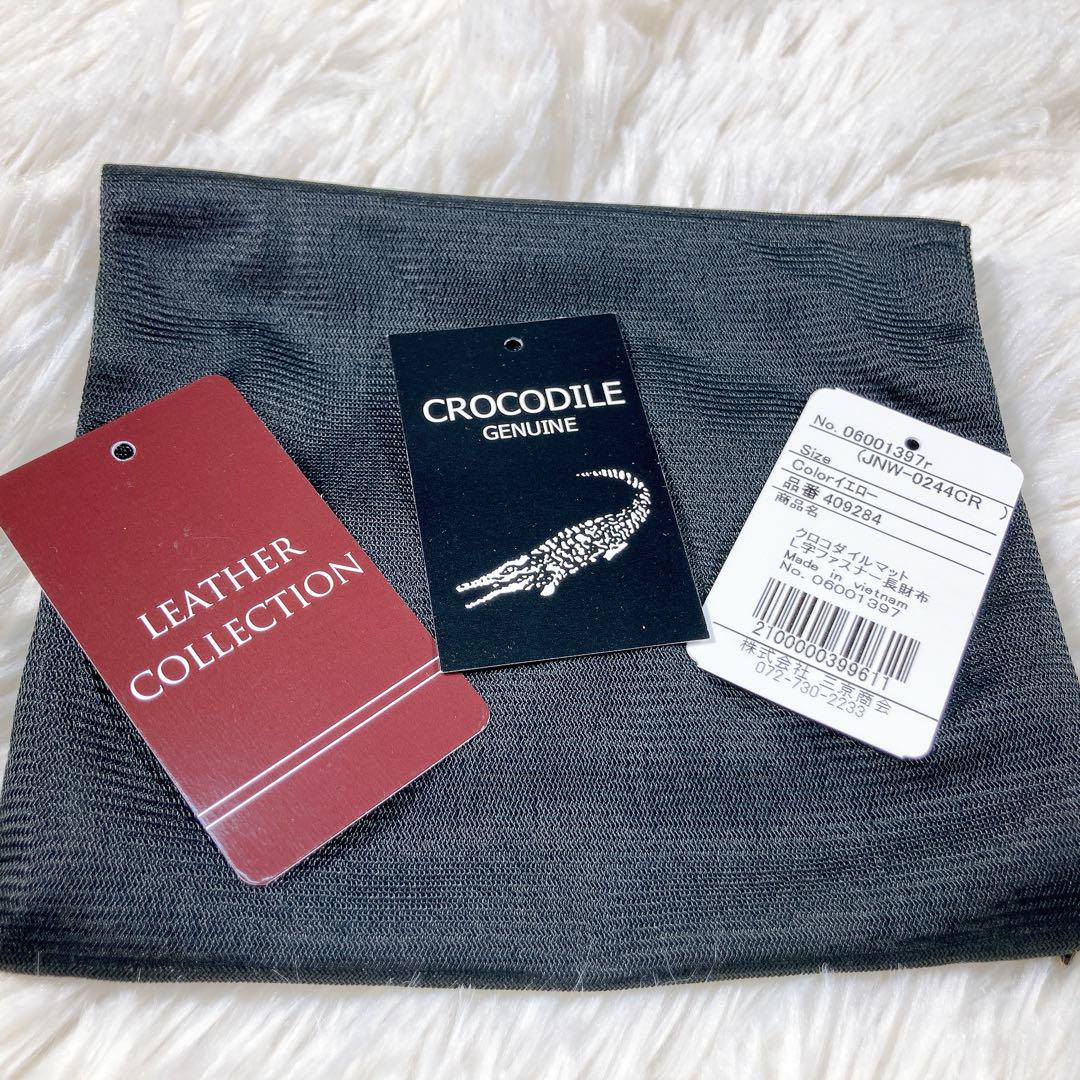 LEATHER
COLLECTION
CROCODILE
GENUINE
No. 06001397r
(JNW-0244CR )
Size
Colorイエロー
品番 409284
商品名
クロコダイルマット
L字ファスナー長財布
Made in vietnam
No. 06001397
2100000399611
株式会社 三京商会
072-730-2233